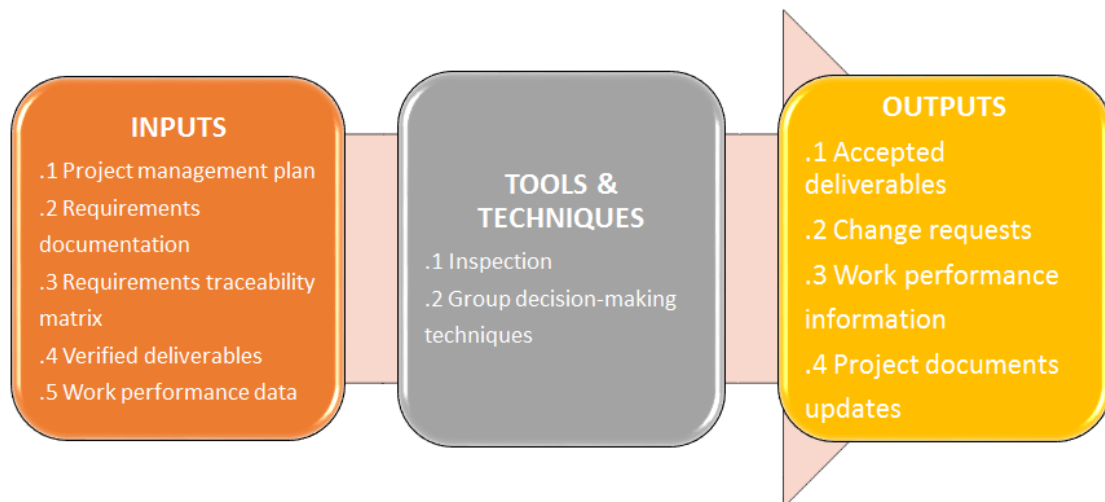 INPUTS
.1 Project management plan
.2 Requirements
documentation
.3 Requirements traceability
matrix
.4 Verified deliverables
.5 Work performance data
TOOLS &
TECHNIQUES
.1 Inspection
.2 Group decision-making
techniques
OUTPUTS
.1 Accepted
deliverables
.2 Change requests
.3 Work performance
information
.4 Project documents
updates